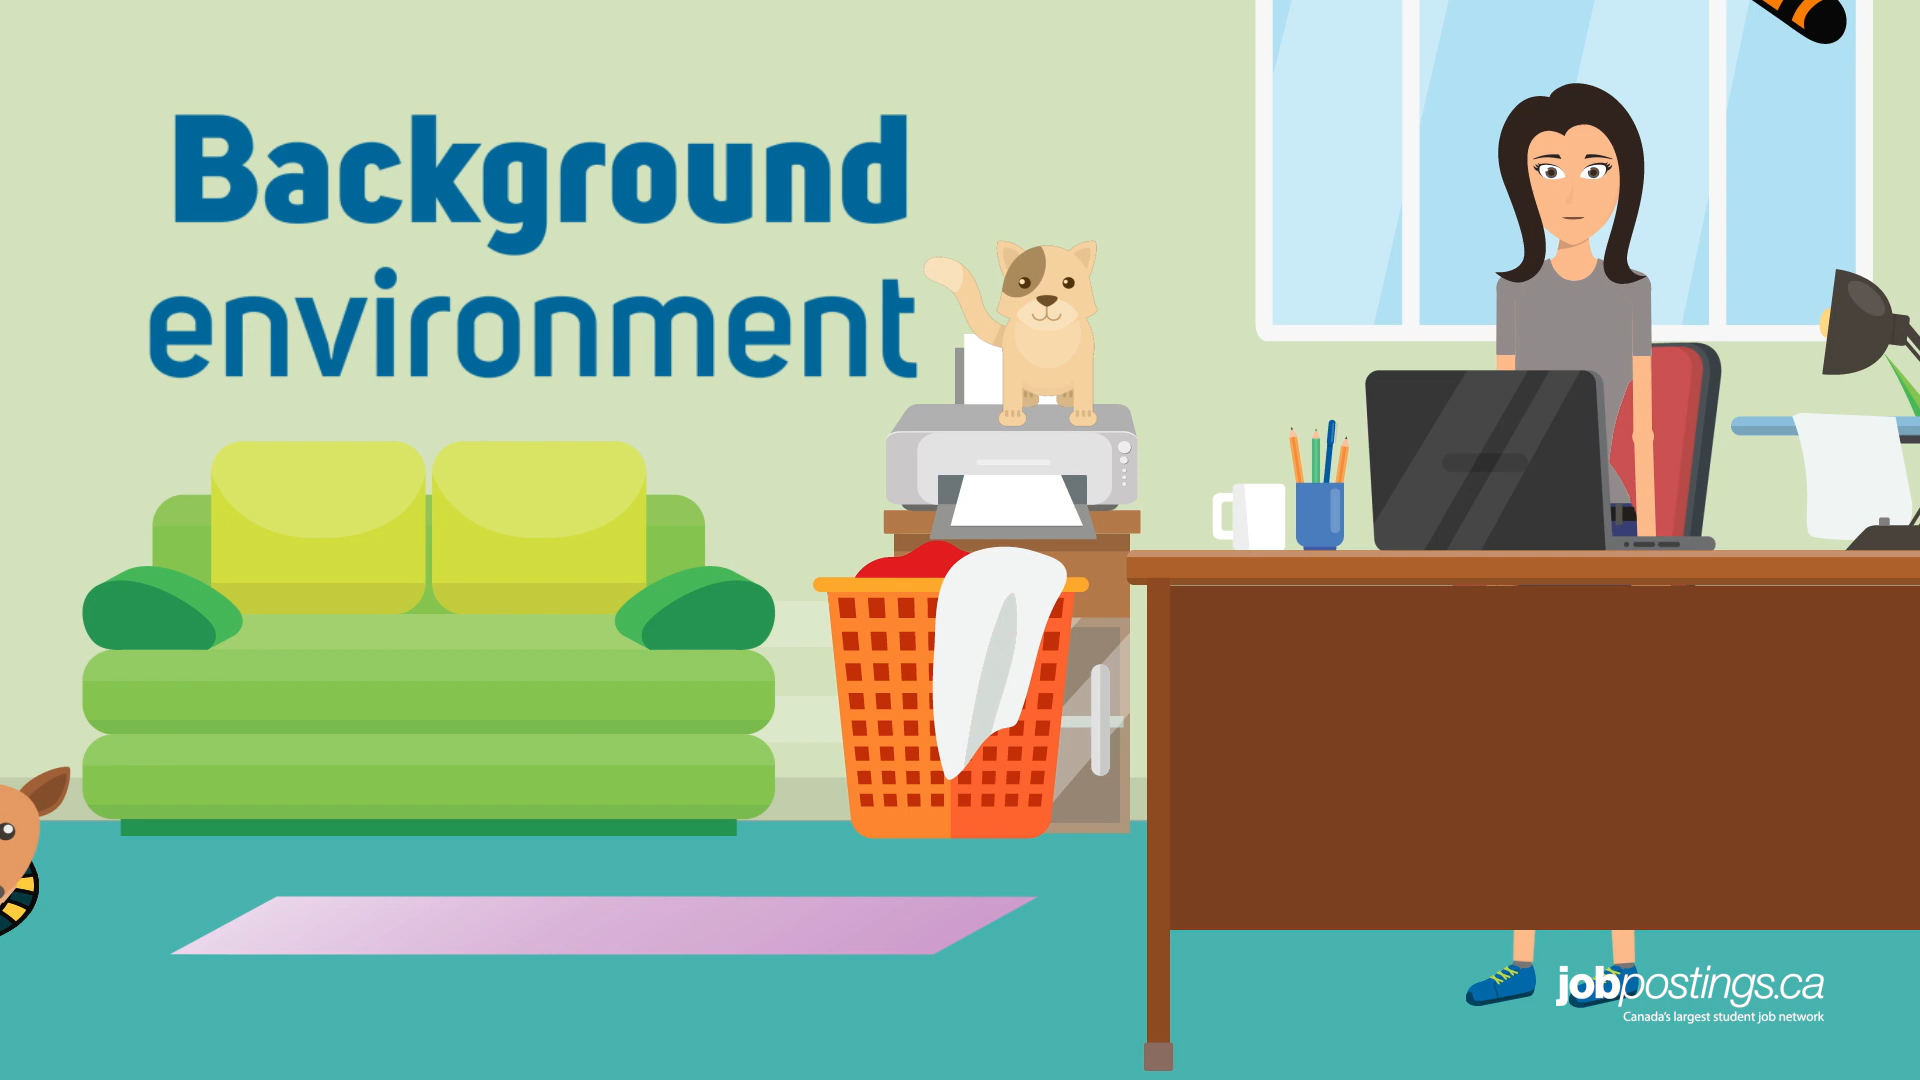 Background
environment
jobpostings.ca
Canada's largest student job network